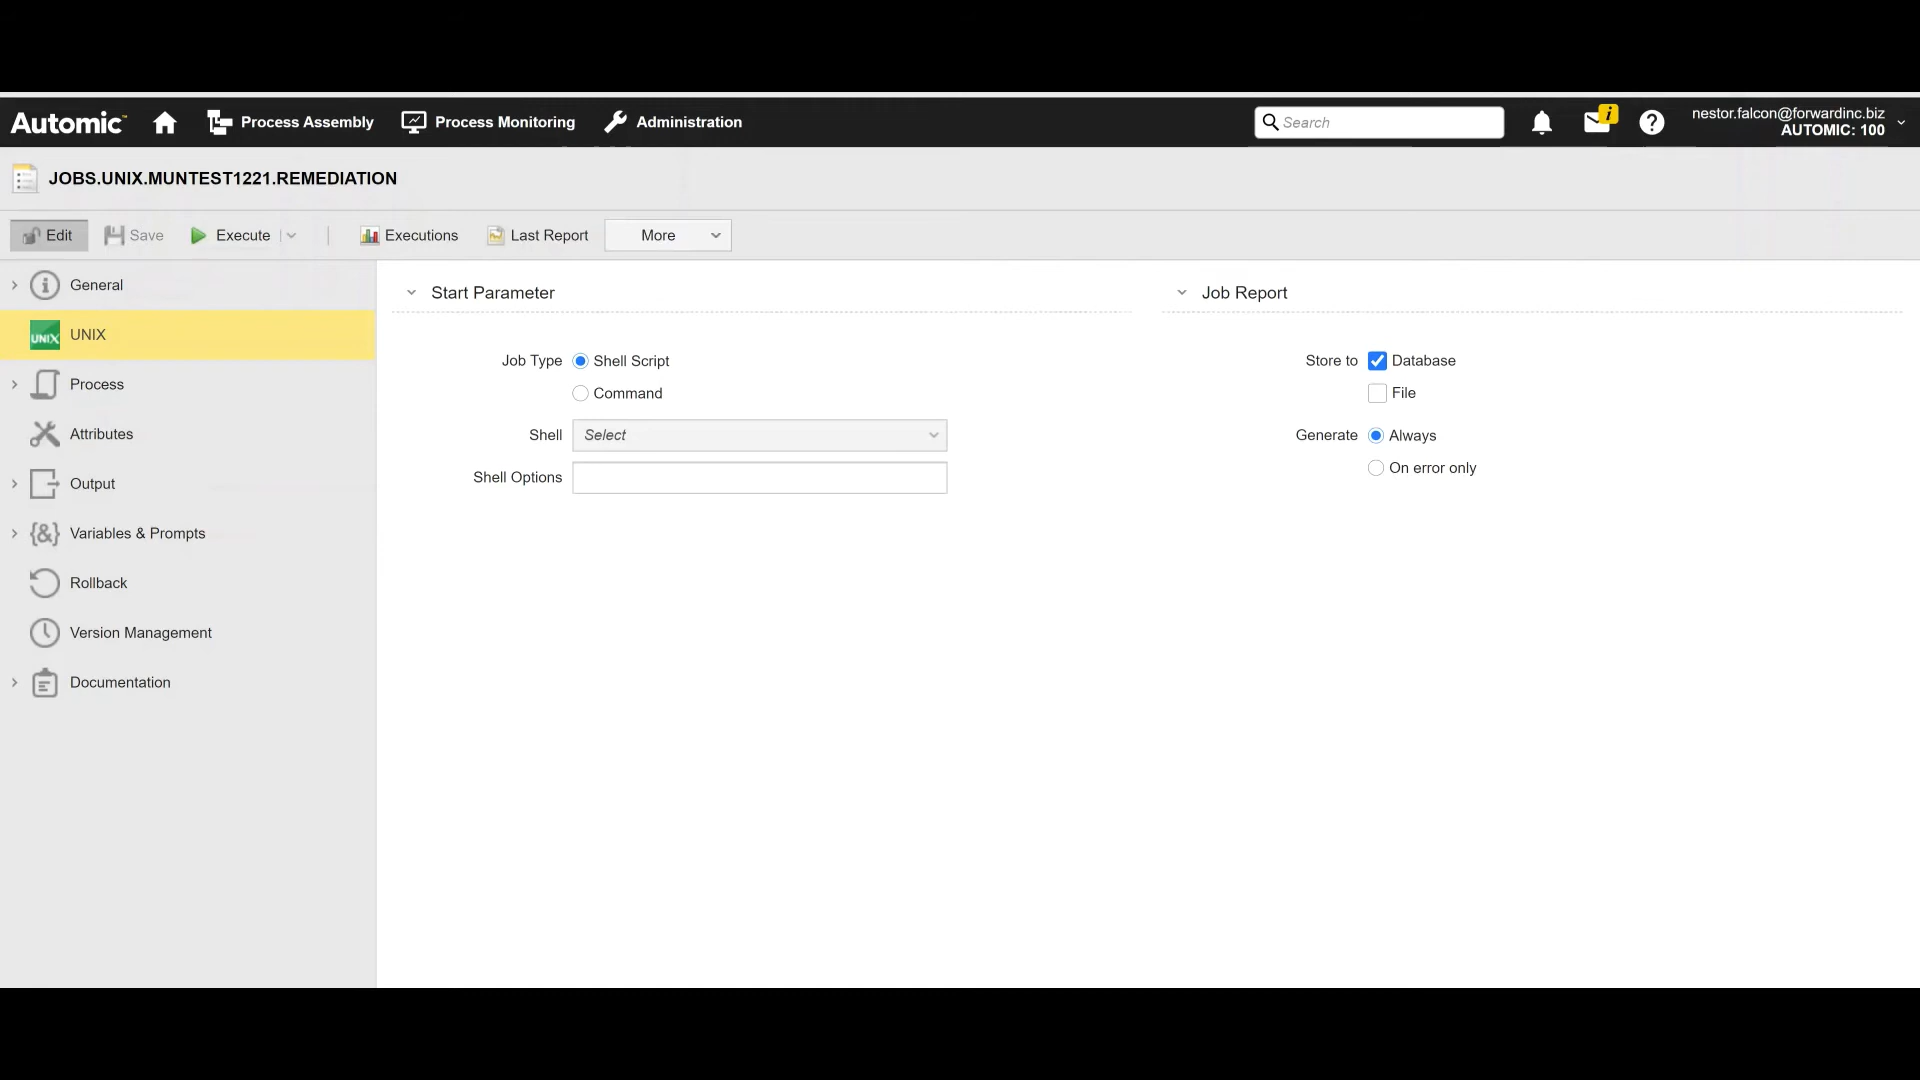 Automic™ Process Assembly Process Monitoring Administration Search i ? nestor.falcon@forwardinc.biz
AUTOMIC: 100
JOBS.UNIX.MUNTEST1221.REMEDIATION
Edit Save Execute Executions Last Report More
General
UNIX UNIX
Process
Attributes
Output
{&} Variables & Prompts
Rollback
Version Management
Documentation
Start Parameter
Job Type Shell Script
Command
Shell Select
Shell Options
Job Report
Store to Database
File
Generate Always
On error only